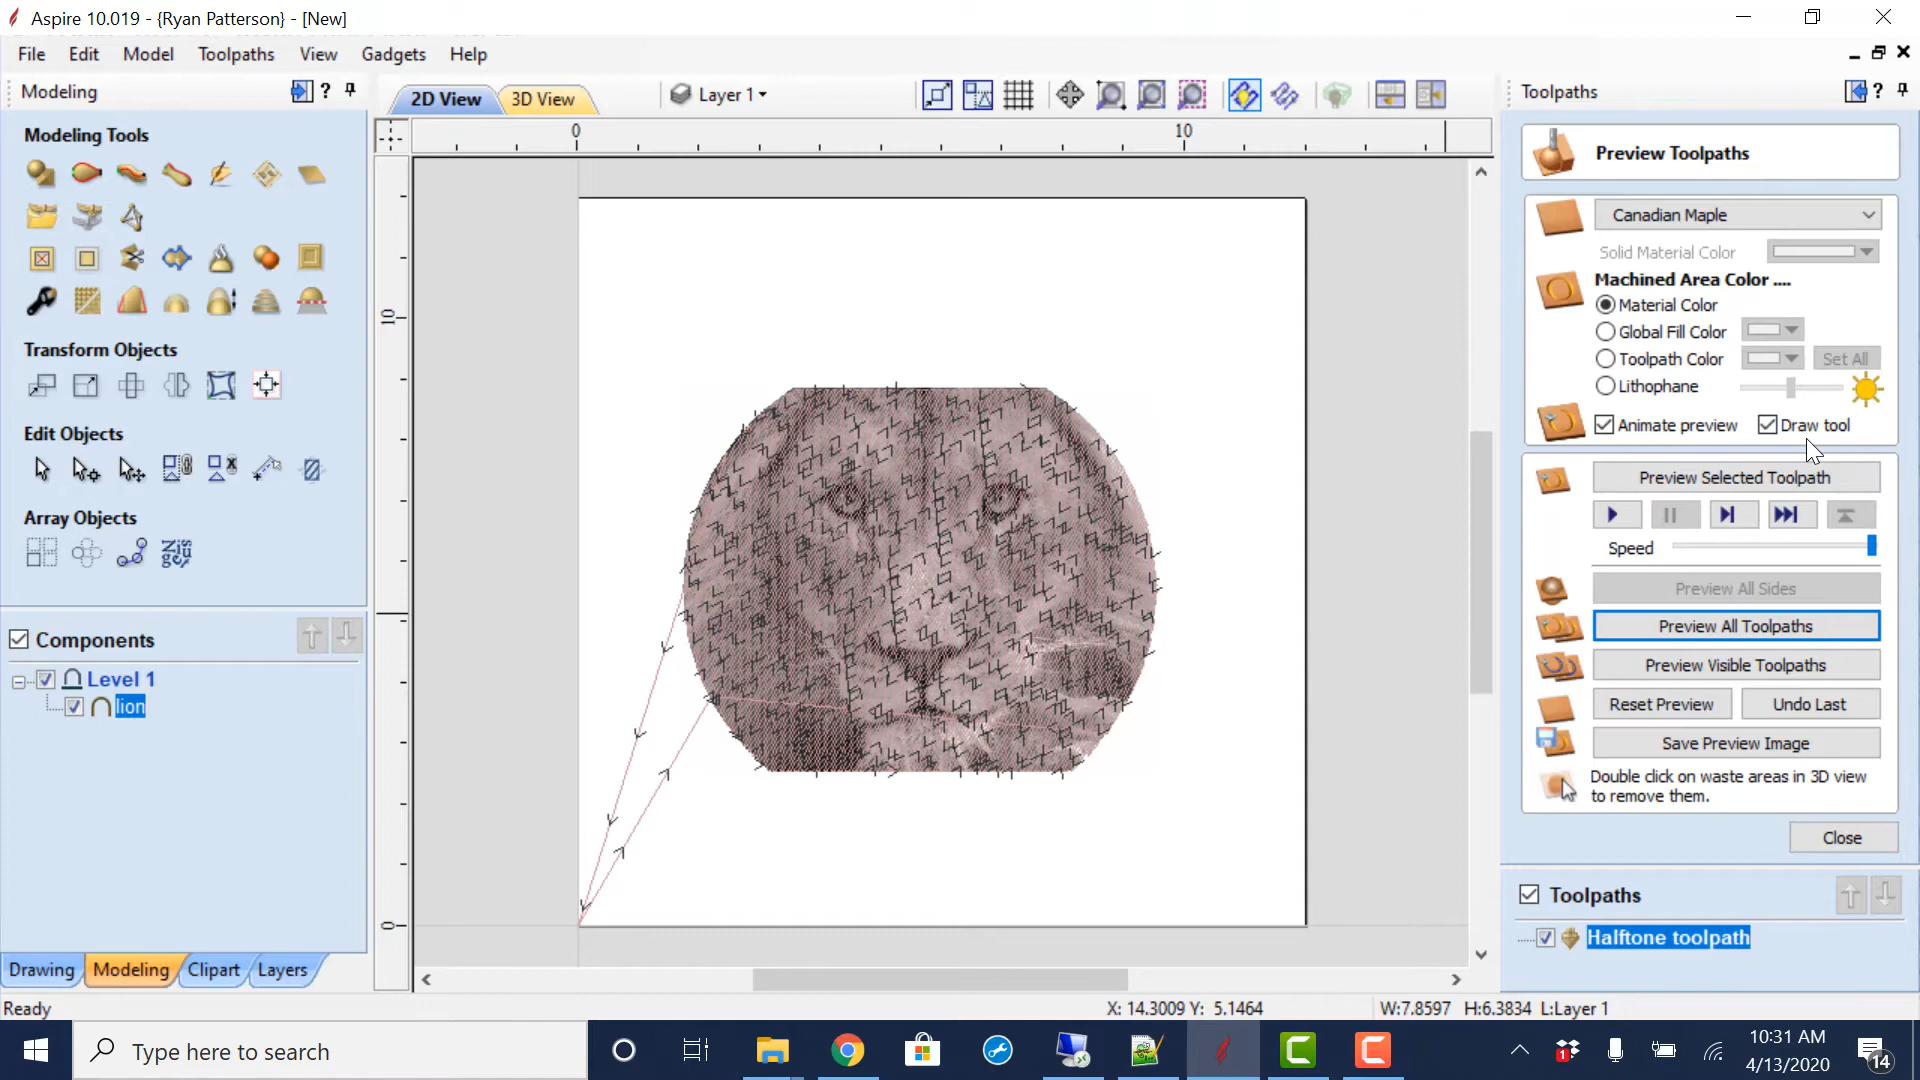 Aspire 10.019 - {Ryan Patterson} - [New]
File Edit Model Toolpaths View Gadgets Help
Modeling ?
2D View 3D View Layer 1
Toolpaths ?
0 10
Modeling Tools
Transform Objects
Edit Objects
Array Objects
Components
Level 1
lion
Drawing Modeling Clipart Layers
10
0
Preview Toolpaths
Canadian Maple
Solid Material Color
Machined Area Color ....
Material Color
Global Fill Color
Toolpath Color Set All
Lithophane
Animate preview Draw tool
Preview Selected Toolpath
Speed
Preview All Sides
Preview All Toolpaths
Preview Visible Toolpaths
Reset Preview Undo Last
Save Preview Image
Double click on waste areas in 3D view
to remove them.
Close
Toolpaths
Halftone toolpath
Ready X: 14.3009 Y: 5.1464 W:7.8597 H:6.3834 L:Layer 1
Type here to search
1
10:31 AM
4/13/2020
14